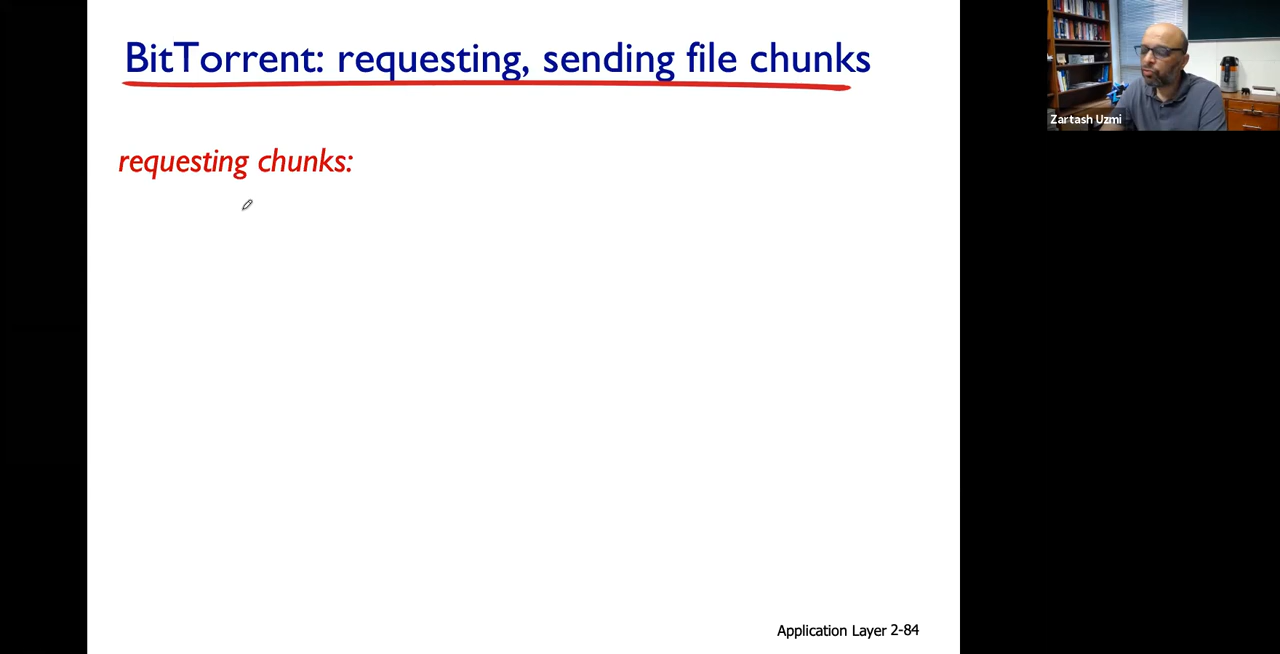 BitTorrent: requesting, sending file chunks
Zartash Uzmi
requesting chunks:
Application Layer 2-84